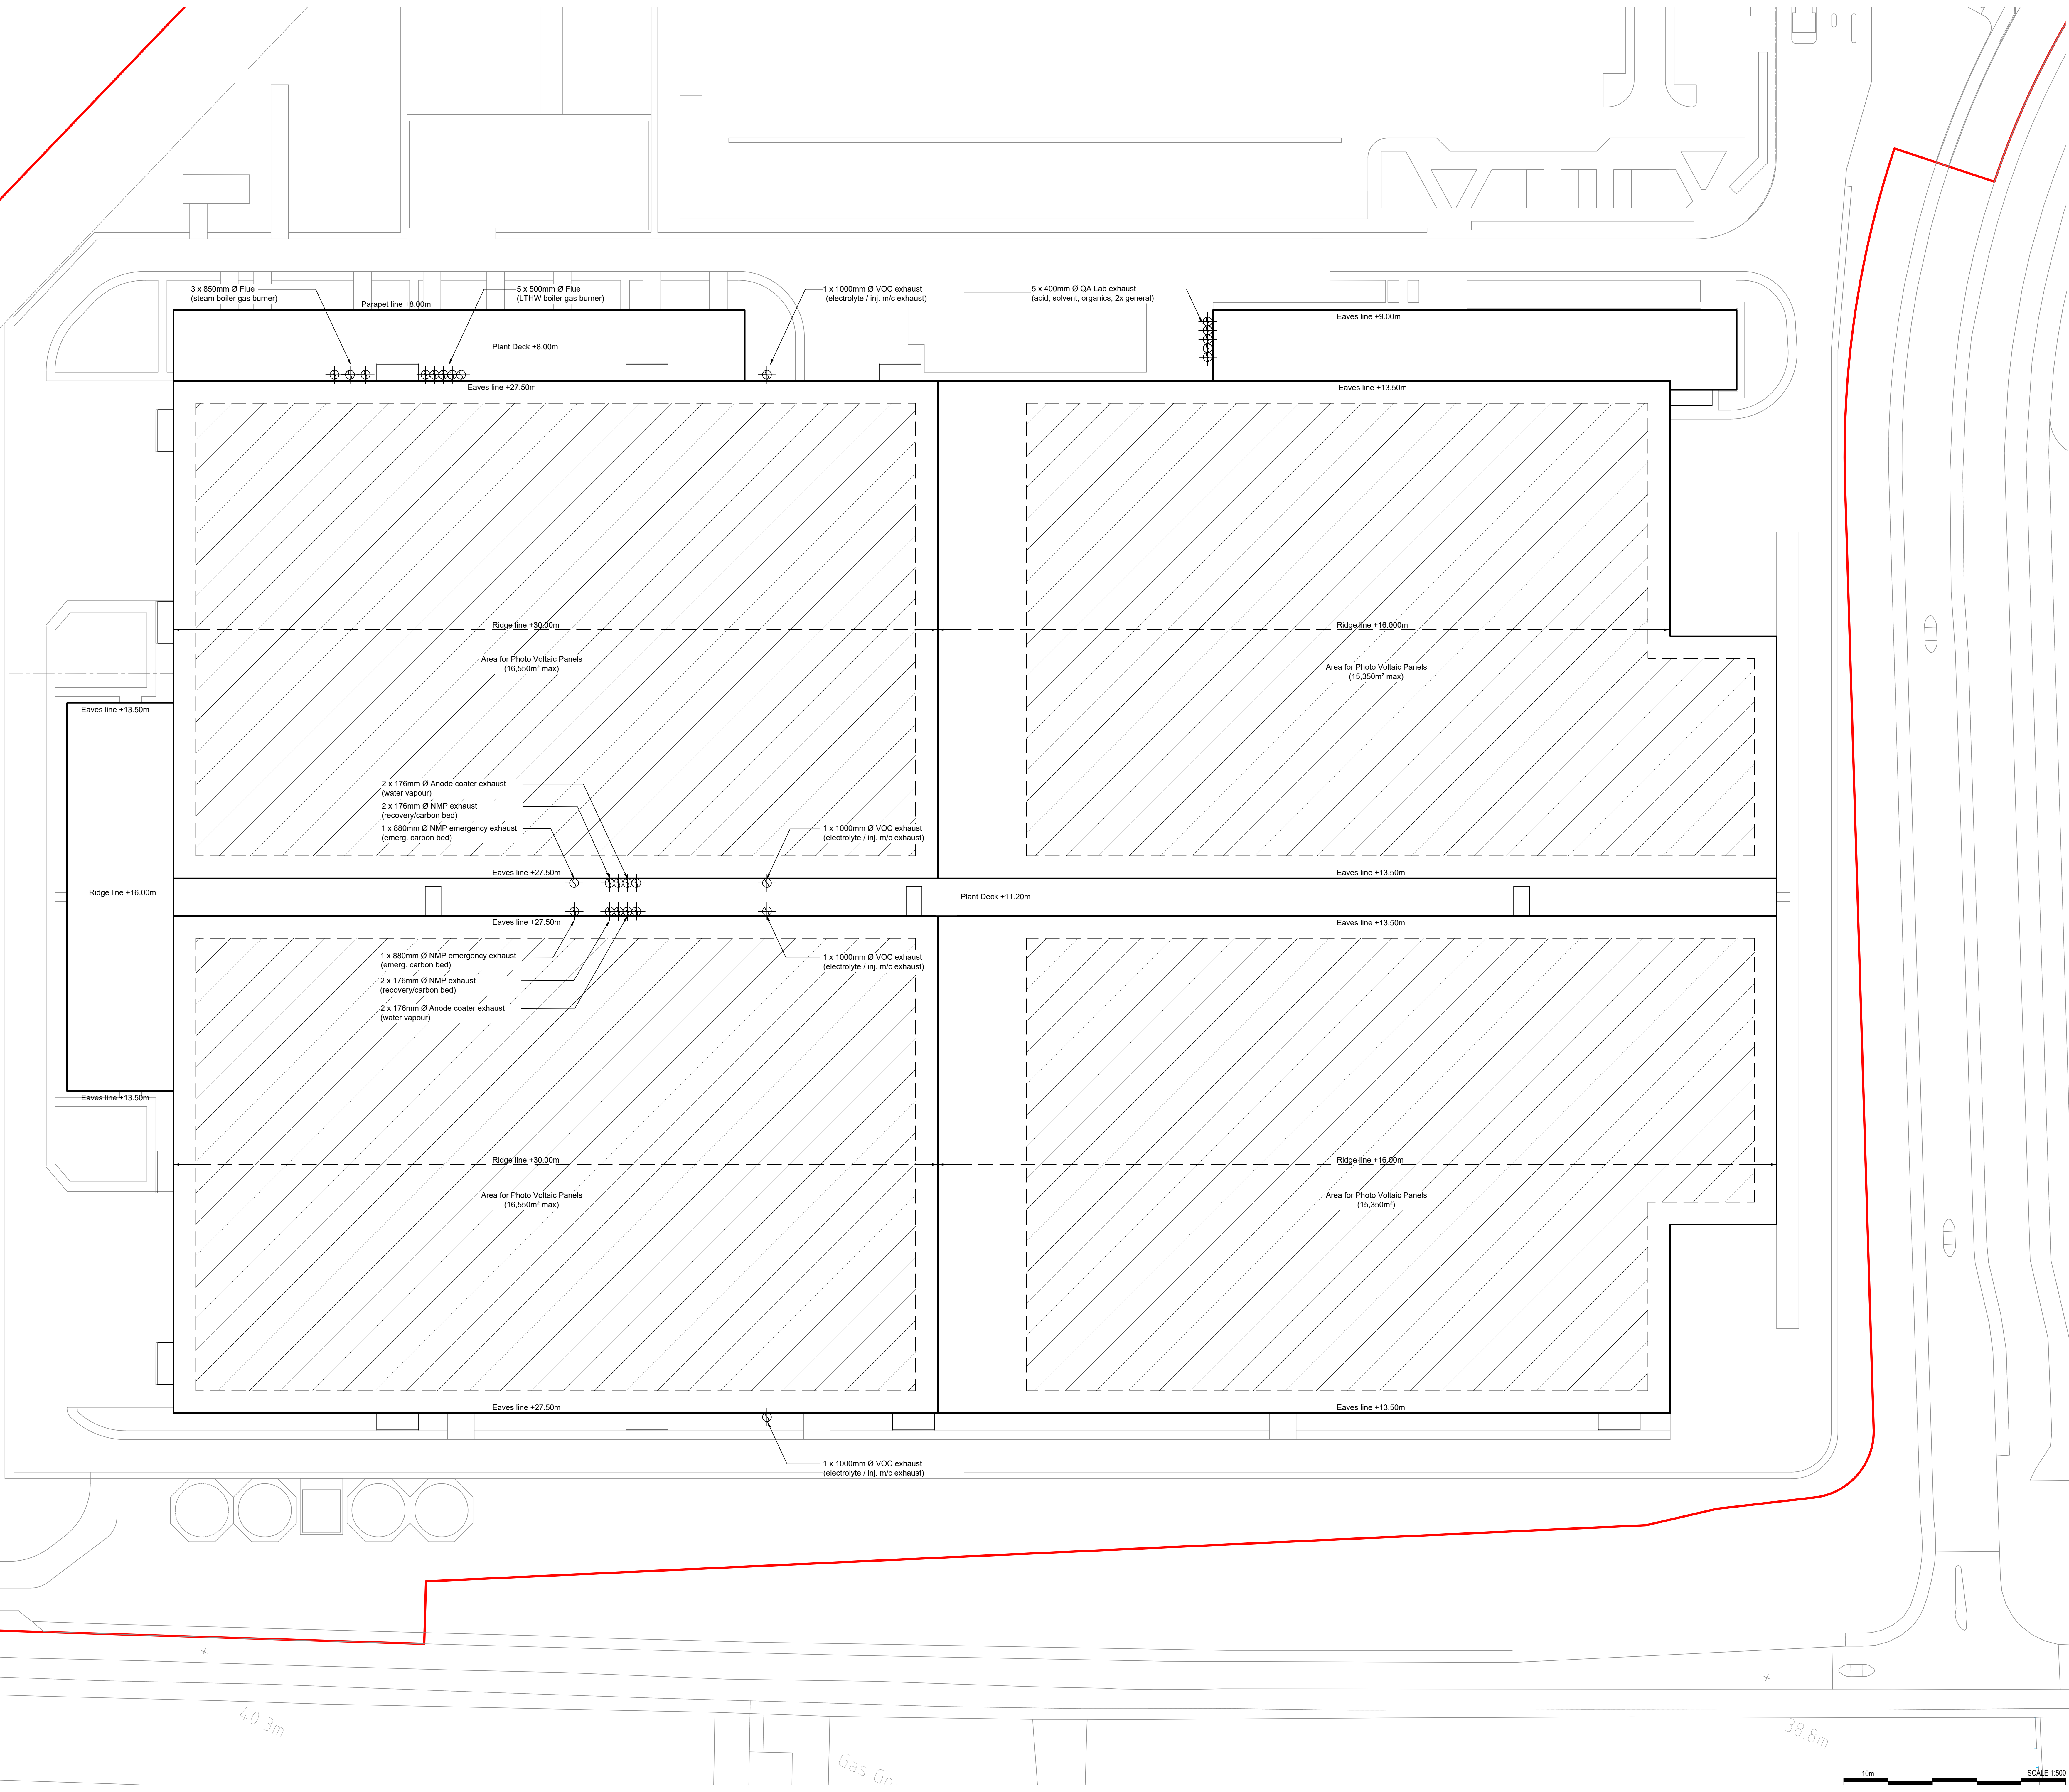 3 x 850mm Ø Flue
(steam boiler gas burner)
5 x 500mm Ø Flue
(LTHW boiler gas burner)
1 x 1000mm Ø VOC exhaust
(electrolyte / inj. m/c exhaust)
5 x 400mm Ø QA Lab exhaust
(acid, solvent, organics, 2x general)
Parapet line +8.00m
Eaves line +9.00m
Plant Deck +8.00m
Eaves line +27.50m
Eaves line +13.50m
Ridge line +30.00m
Ridge line +16.000m
Area for Photo Voltaic Panels
(16,550m² max)
Area for Photo Voltaic Panels
(15,350m² max)
Eaves line +13.50m
2 x 176mm Ø Anode coater exhaust
(water vapour)
2 x 176mm Ø NMP exhaust
(recovery/carbon bed)
1 x 880mm Ø NMP emergency exhaust
(emerg. carbon bed)
1 x 1000mm Ø VOC exhaust
(electrolyte / inj. m/c exhaust)
Eaves line +27.50m
Eaves line +13.50m
Ridge line +16.00m
Plant Deck +11.20m
Eaves line +27.50m
Eaves line +13.50m
1 x 880mm Ø NMP emergency exhaust
(emerg. carbon bed)
2 x 176mm Ø NMP exhaust
(recovery/carbon bed)
2 x 176mm Ø Anode coater exhaust
(water vapour)
1 x 1000mm Ø VOC exhaust
(electrolyte / inj. m/c exhaust)
Eaves line +13.50m
Ridge line +30.00m
Ridge line +16.00m
Area for Photo Voltaic Panels
(16,550m² max)
Area for Photo Voltaic Panels
(15,350m²)
Eaves line +27.50m
Eaves line +13.50m
1 x 1000mm Ø VOC exhaust
(electrolyte / inj. m/c exhaust)
40.3m
38.8m
Gas
10m
SCALE 1:500